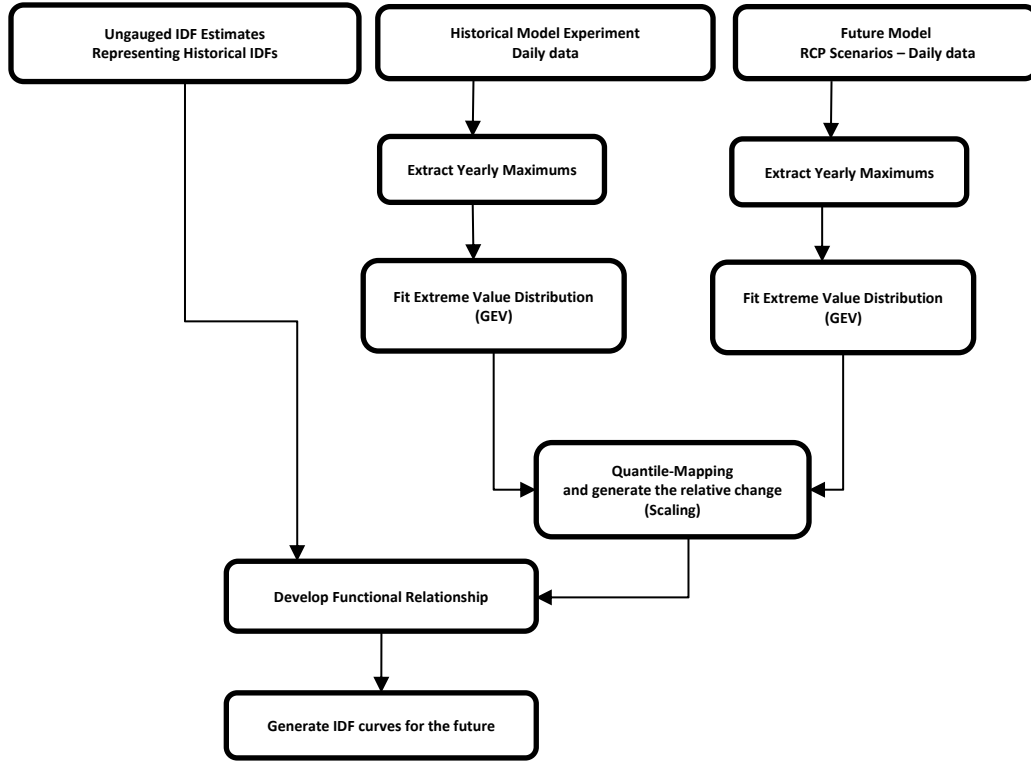 Ungauged IDF Estimates
Representing Historical IDFs
Historical Model Experiment
Daily data
Future Model
RCP Scenarios – Daily data
Extract Yearly Maximums
Extract Yearly Maximums
Fit Extreme Value Distribution
(GEV)
Fit Extreme Value Distribution
(GEV)
Quantile-Mapping
and generate the relative change
(Scaling)
Develop Functional Relationship
Generate IDF curves for the future